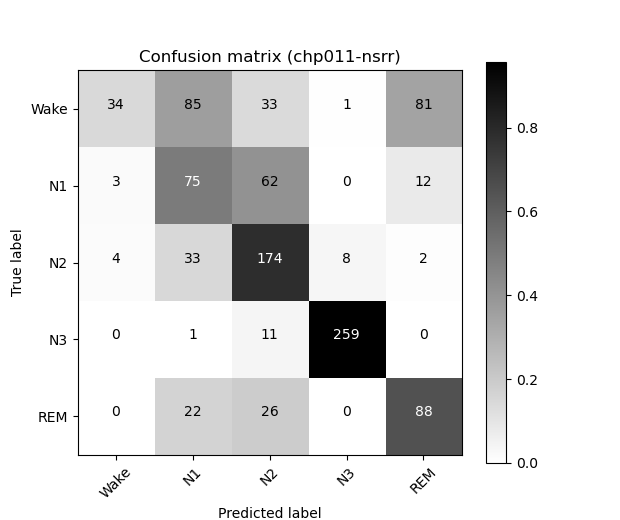 Confusion matrix (chp011-nsrr)
True label
Wake 34 85 33 1 81
N1 3 75 62 0 12
N2 4 33 174 8 2
N3 0 1 11 259 0
REM 0 22 26 0 88
Wake N1 N2 N3 REM
Predicted label
0.8
0.6
0.4
0.2
0.0